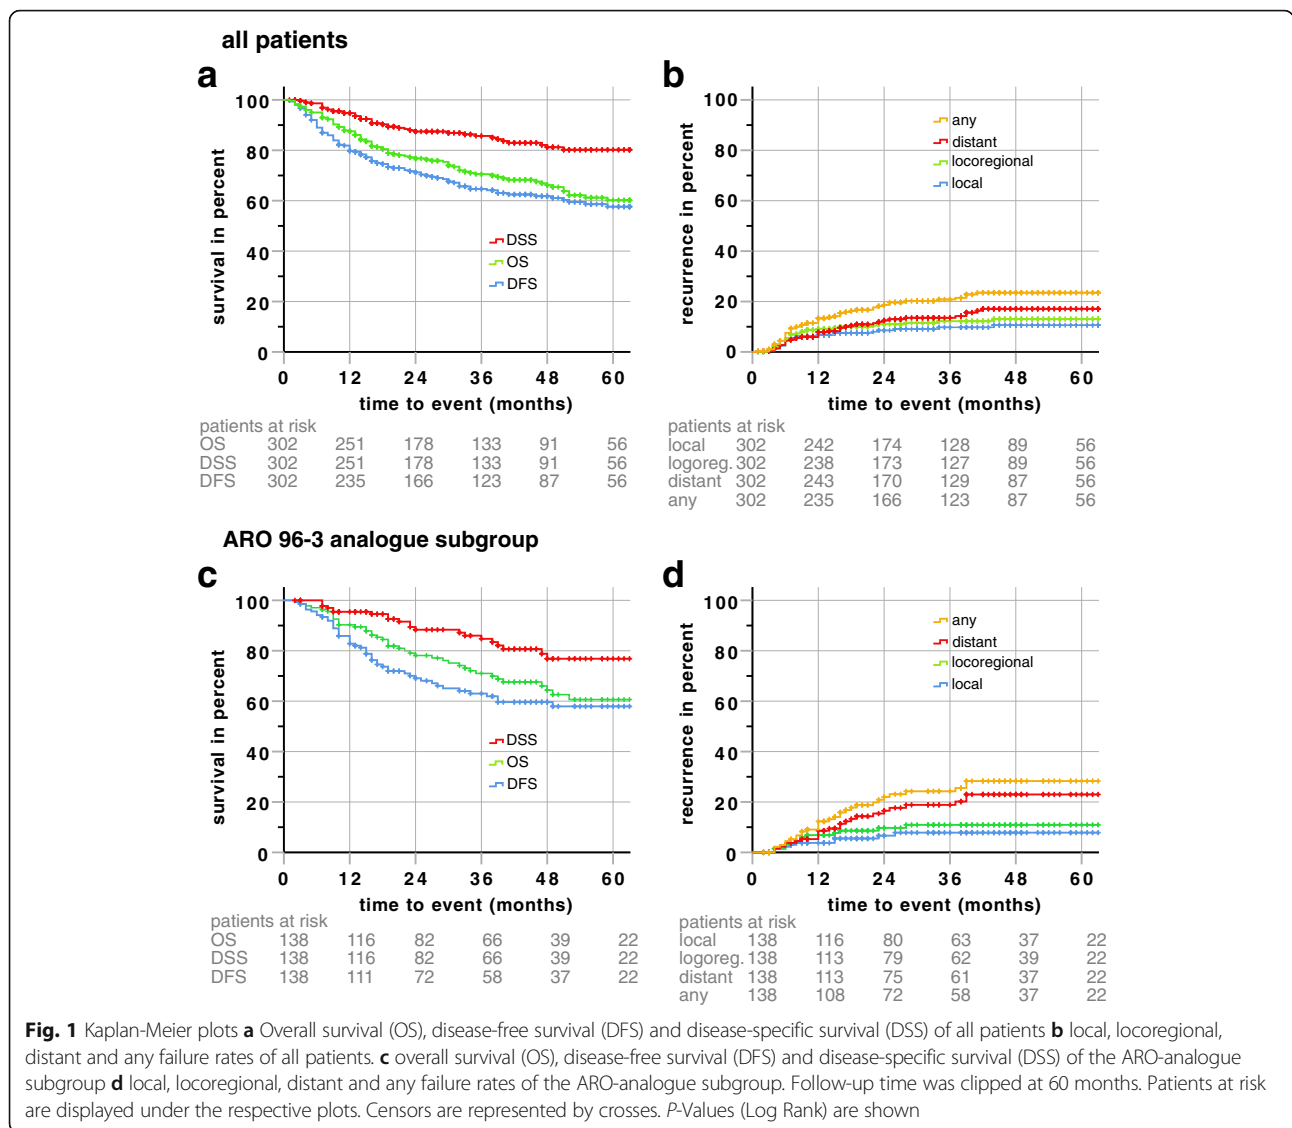 all patients
a
survival in percent
100
80
60
40
20
0
DSS
OS
DFS
0 12 24 36 48 60
time to event (months)
patients at risk
OS 302 251 178 133 91 56
DSS 302 251 178 133 91 56
DFS 302 235 166 123 87 56
b
recurrence in percent
100
80
60
40
20
0
any
distant
locoregional
local
0 12 24 36 48 60
time to event (months)
patients at risk
local 302 242 174 128 89 56
logoreg. 302 238 173 127 89 56
distant 302 243 170 129 87 56
any 302 235 166 123 87 56
ARO 96-3 analogue subgroup
c
survival in percent
100
80
60
40
20
0
DSS
OS
DFS
0 12 24 36 48 60
time to event (months)
patients at risk
OS 138 116 82 66 39 22
DSS 138 116 82 66 39 22
DFS 138 111 72 58 37 22
d
recurrence in percent
100
80
60
40
20
0
any
distant
locoregional
local
0 12 24 36 48 60
time to event (months)
patients at risk
local 138 116 80 63 37 22
logoreg. 138 113 79 62 39 22
distant 138 113 75 61 37 22
any 138 108 72 58 37 22
Fig. 1 Kaplan-Meier plots a Overall survival (OS), disease-free survival (DFS) and disease-specific survival (DSS) of all patients b local, locoregional,
distant and any failure rates of all patients. c overall survival (OS), disease-free survival (DFS) and disease-specific survival (DSS) of the ARO-analogue
subgroup d local, locoregional, distant and any failure rates of the ARO-analogue subgroup. Follow-up time was clipped at 60 months. Patients at risk
are displayed under the respective plots. Censors are represented by crosses. P-Values (Log Rank) are shown